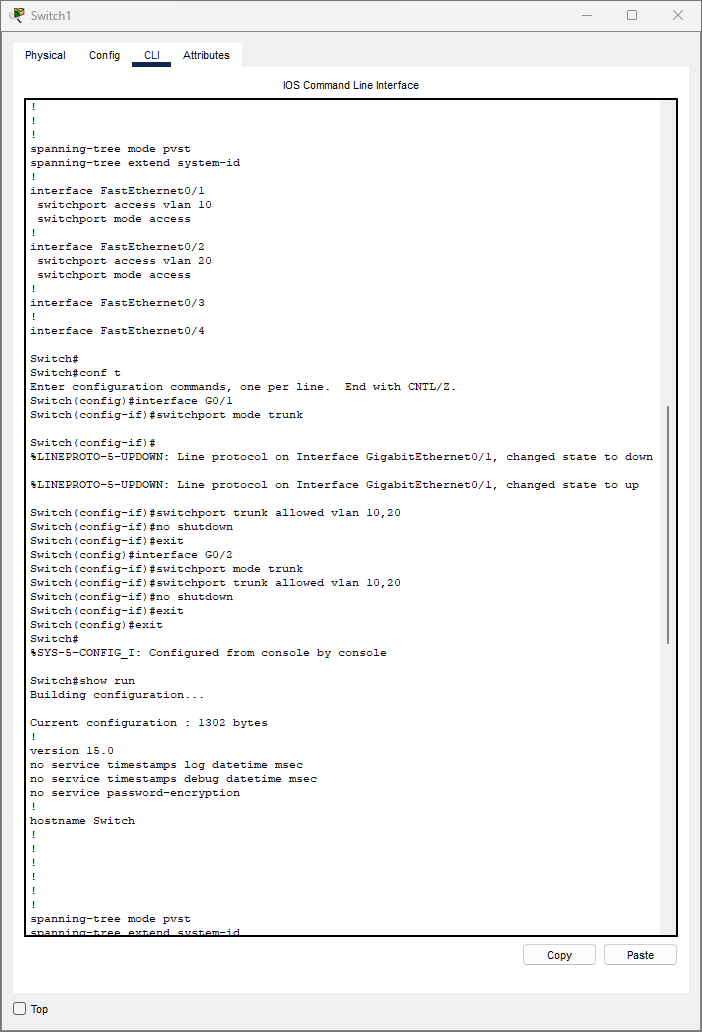 Switch1
Physical Config CLI Attributes
IOS Command Line Interface
!
!
!
spanning-tree mode pvst
spanning-tree extend system-id
!
interface FastEthernet0/1
 switchport access vlan 10
 switchport mode access
!
interface FastEthernet0/2
 switchport access vlan 20
 switchport mode access
!
interface FastEthernet0/3
!
interface FastEthernet0/4
Switch#
Switch#conf t
Enter configuration commands, one per line.  End with CNTL/Z.
Switch(config)#interface G0/1
Switch(config-if)#switchport mode trunk
Switch(config-if)#
%LINEPROTO-5-UPDOWN: Line protocol on Interface GigabitEthernet0/1, changed state to down
%LINEPROTO-5-UPDOWN: Line protocol on Interface GigabitEthernet0/1, changed state to up
Switch(config-if)#switchport trunk allowed vlan 10,20
Switch(config-if)#no shutdown
Switch(config-if)#exit
Switch(config)#interface G0/2
Switch(config-if)#switchport mode trunk
Switch(config-if)#switchport trunk allowed vlan 10,20
Switch(config-if)#no shutdown
Switch(config-if)#exit
Switch(config)#exit
Switch#
%SYS-5-CONFIG_I: Configured from console by console
Switch#show run
Building configuration...
Current configuration : 1302 bytes
!
version 15.0
no service timestamps log datetime msec
no service timestamps debug datetime msec
no service password-encryption
!
hostname Switch
!
!
!
!
!
!
spanning-tree mode pvst
spanning-tree extend system-id
Copy Paste
Top